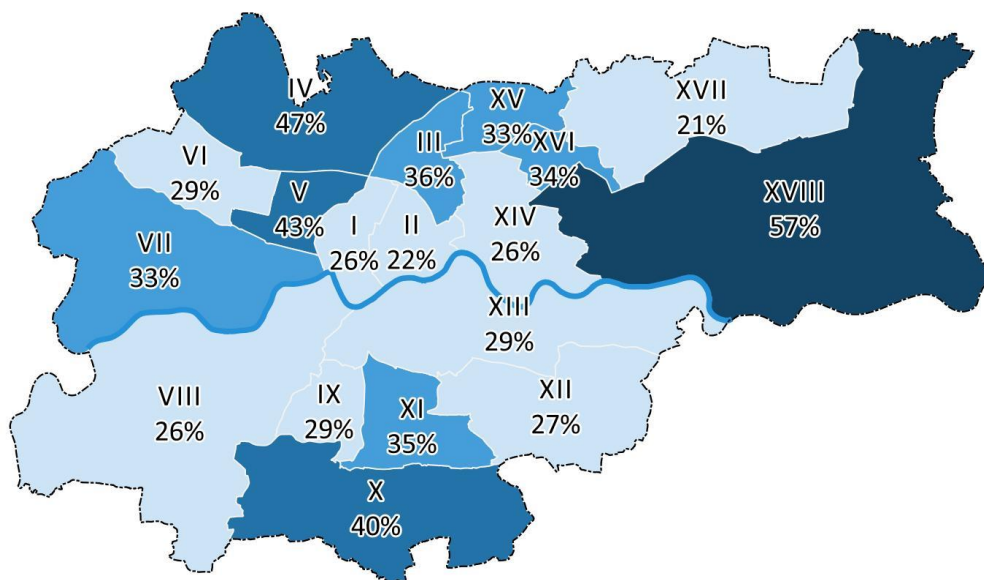 IV
47%
XV
33%
XVII
21%
III
36%
XVI
34%
VI
29%
V
43%
XVIII
57%
I
26%
II
22%
XIV
26%
VII
33%
XIII
29%
VIII
26%
IX
29%
XI
35%
XII
27%
X
40%